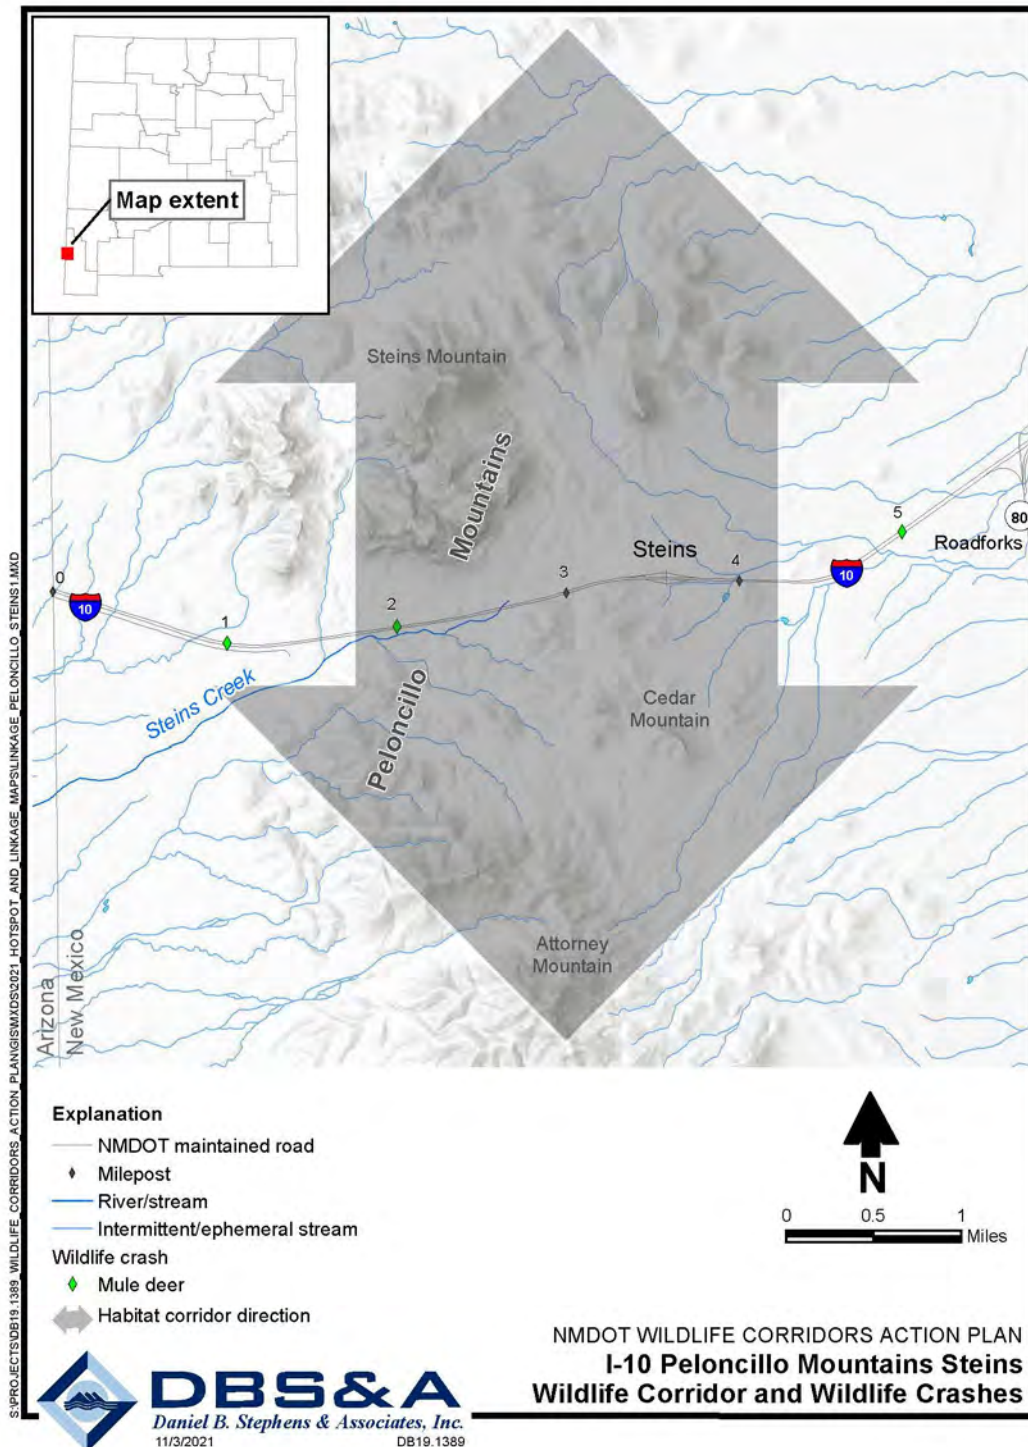 Map extent
Steins Mountain
Mountains
Peloncillo
Steins
Cedar
Mountain
Attorney
Mountain
Steins Creek
Roadforks
80
10
10
0
1
2
3
4
5
Arizona
New Mexico
S:\PROJECTS\DB19.1389_WILDLIFE_CORRIDORS_ACTION_PLAN\GIS\MXDS\2021_HOTSPOT_AND_LINKAGE_MAPS\LINKAGE_PELONCILLO_STEINS1.MXD
Explanation
NMDOT maintained road
Milepost
River/stream
Intermittent/ephemeral stream
Wildlife crash
Mule deer
Habitat corridor direction
N
0 0.5 1
Miles
NMDOT WILDLIFE CORRIDORS ACTION PLAN
I-10 Peloncillo Mountains Steins
Wildlife Corridor and Wildlife Crashes
DBS&A
Daniel B. Stephens & Associates, Inc.
11/3/2021 DB19.1389